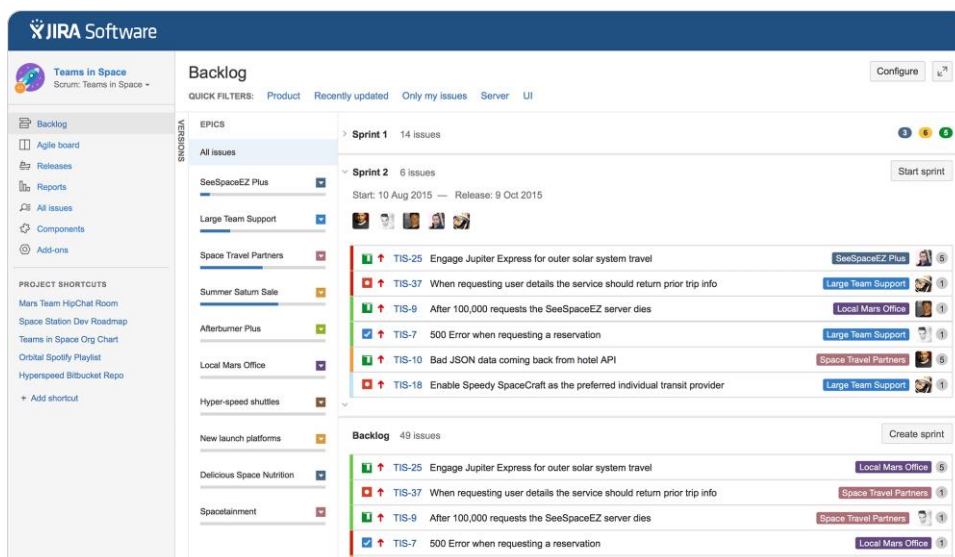 JIRA Software
Teams in Space
Scrum: Teams in Space
Backlog
Agile board
Releases
Reports
All issues
Components
Add-ons
PROJECT SHORTCUTS
Mars Team HipChat Room
Space Station Dev Roadmap
Teams in Space Org Chart
Orbital Spotify Playlist
Hyperspeed Bitbucket Repo
+ Add shortcut
Backlog
Configure
QUICK FILTERS: Product Recently updated Only my issues Server UI
VERSIONS
EPICS
All issues
SeeSpaceEZ Plus
Large Team Support
Space Travel Partners
Summer Saturn Sale
Afterburner Plus
Local Mars Office
Hyper-speed shuttles
New launch platforms
Delicious Space Nutrition
Spacetainment
Sprint 1 14 issues 3 6 5
Sprint 2 6 issues Start sprint
Start: 10 Aug 2015 — Release: 9 Oct 2015
TIS-25 Engage Jupiter Express for outer solar system travel SeeSpaceEZ Plus 5
TIS-37 When requesting user details the service should return prior trip info Large Team Support 1
TIS-9 After 100,000 requests the SeeSpaceEZ server dies Local Mars Office 1
TIS-7 500 Error when requesting a reservation Large Team Support 1
TIS-10 Bad JSON data coming back from hotel API Space Travel Partners 5
TIS-18 Enable Speedy SpaceCraft as the preferred individual transit provider Large Team Support 1
Backlog 49 issues Create sprint
TIS-25 Engage Jupiter Express for outer solar system travel Local Mars Office 5
TIS-37 When requesting user details the service should return prior trip info Space Travel Partners 1
TIS-9 After 100,000 requests the SeeSpaceEZ server dies Space Travel Partners 1
TIS-7 500 Error when requesting a reservation Local Mars Office 1